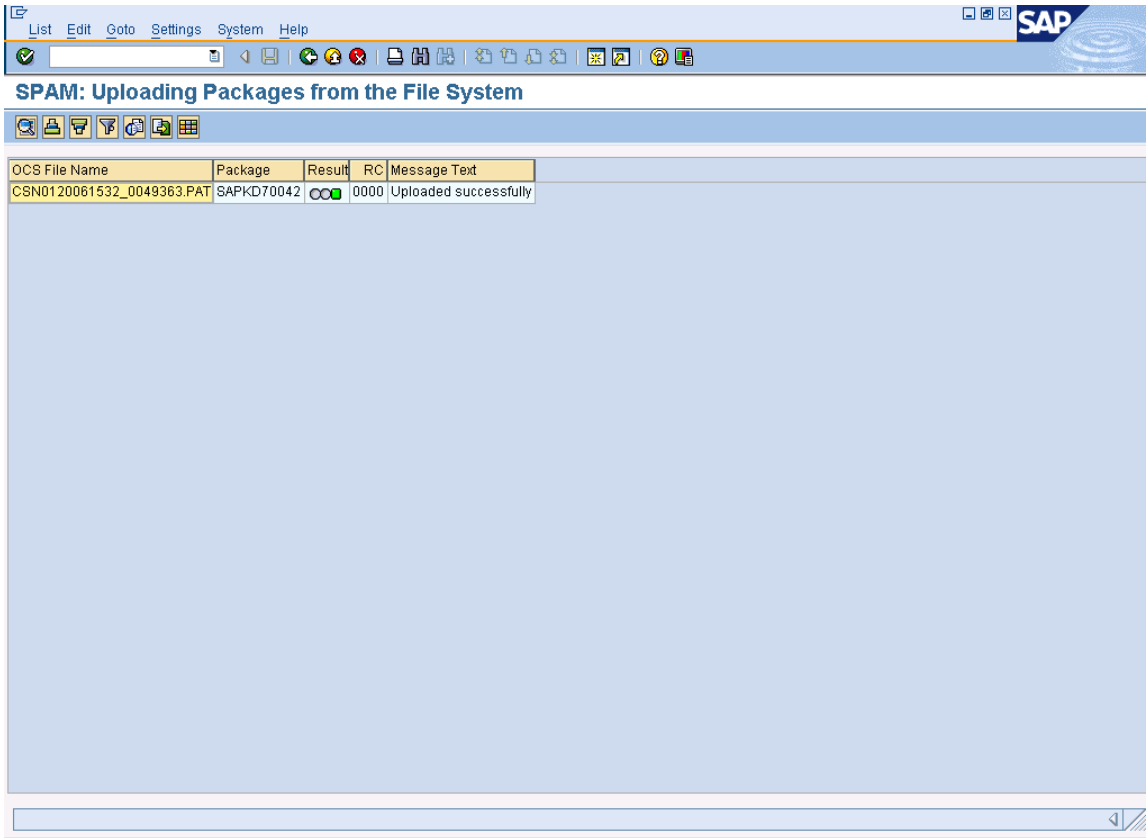 List Edit Goto Settings System Help
SAP
SPAM: Uploading Packages from the File System
OCS File Name Package Result RC Message Text
CSN0120061532_0049363.PAT SAPKD70042 0000 Uploaded successfully